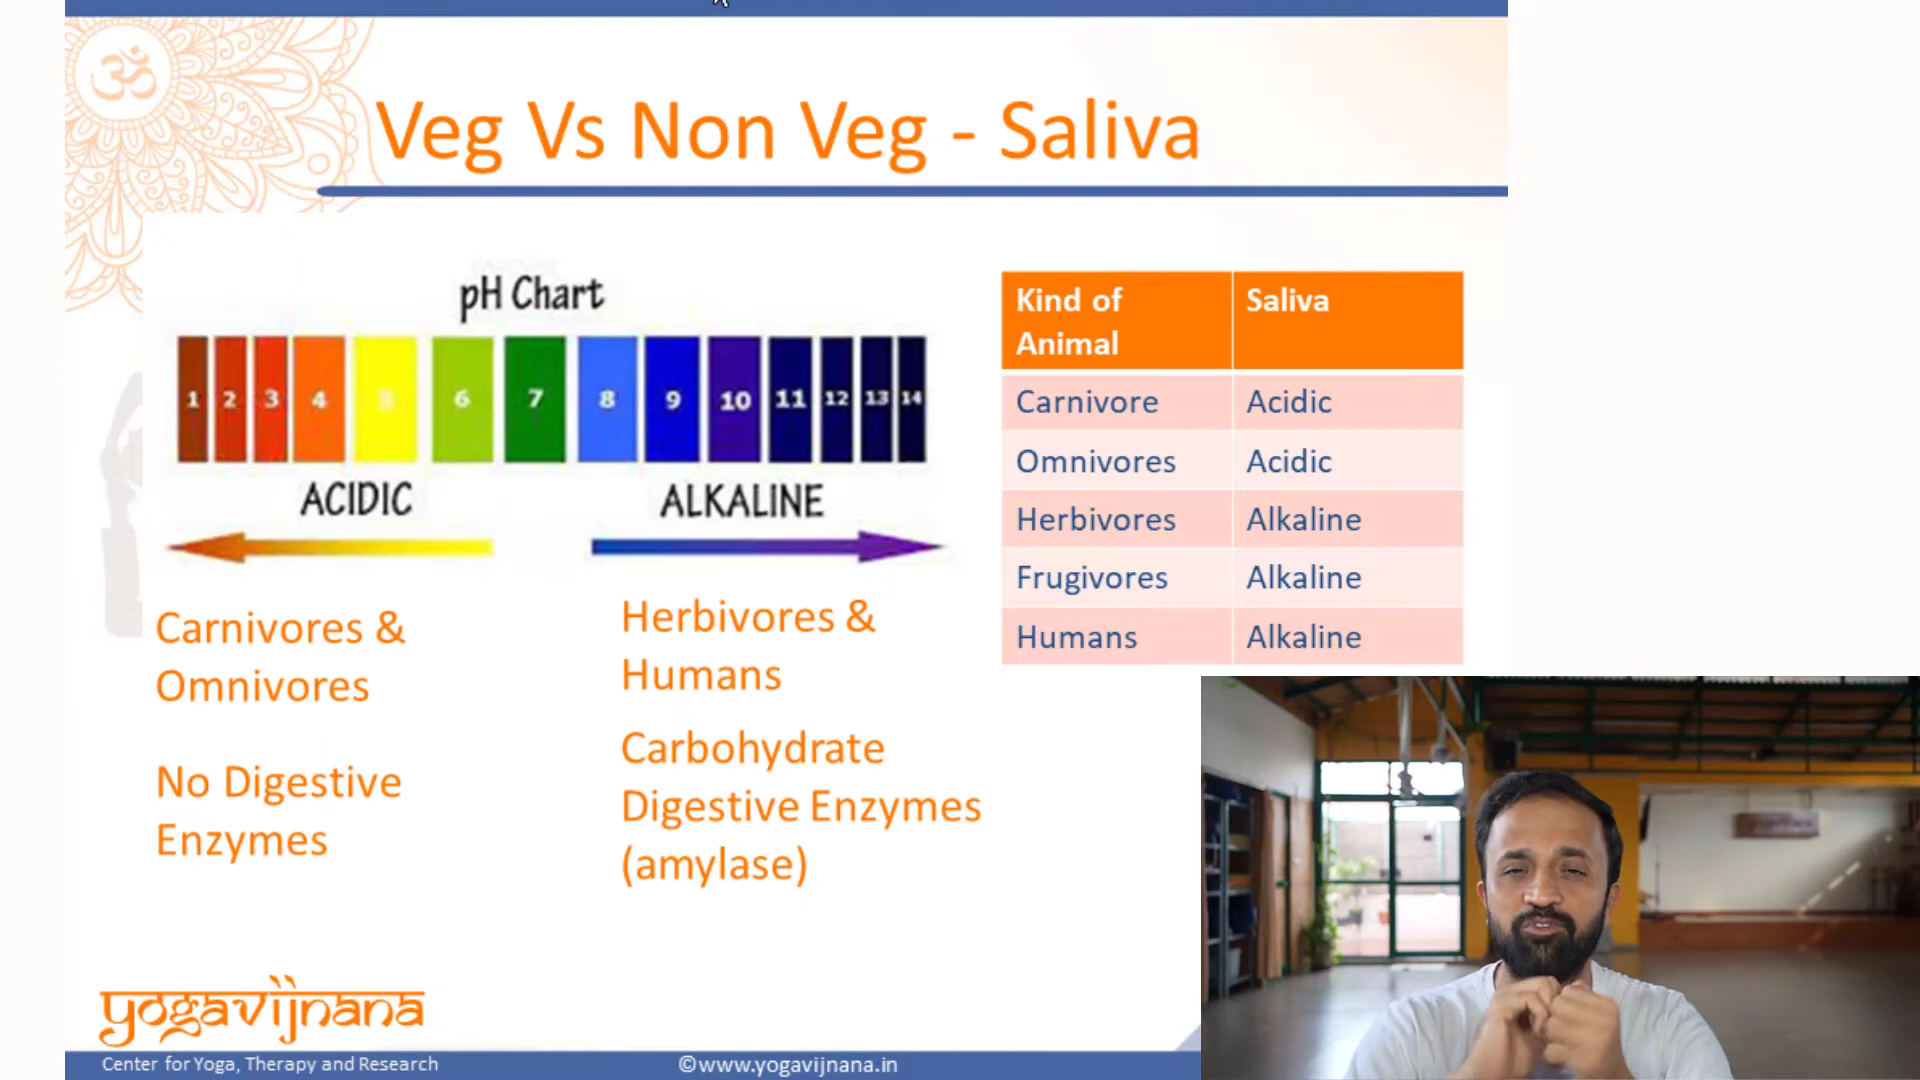 ॐ
Veg Vs Non Veg - Saliva
pH Chart
1 2 3 4 5 6 7 8 9 10 11 12 13 14
ACIDIC ALKALINE
Carnivores &
Omnivores
No Digestive
Enzymes
Herbivores &
Humans
Carbohydrate
Digestive Enzymes
(amylase)
Kind of
Animal
Saliva
Carnivore Acidic
Omnivores Acidic
Herbivores Alkaline
Frugivores Alkaline
Humans Alkaline
yogavijnana
Center for Yoga, Therapy and Research
©www.yogavijnana.in